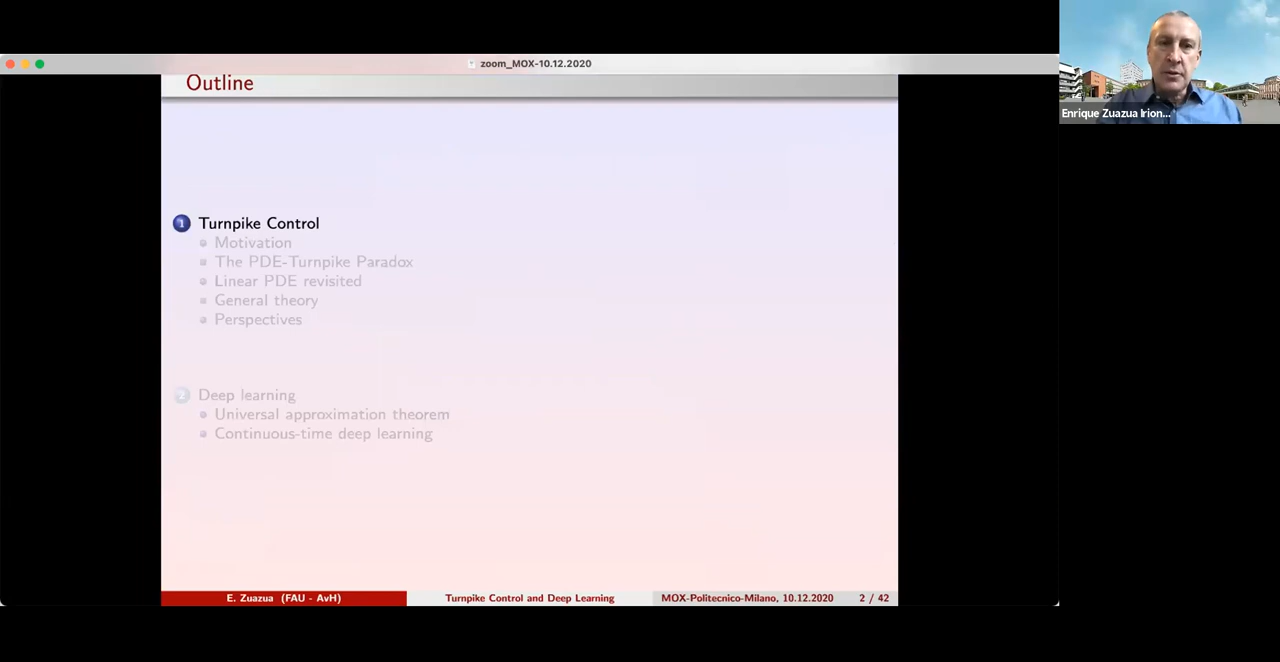 zoom_MOX-10.12.2020
Outline
1 Turnpike Control
Motivation
The PDE-Turnpike Paradox
Linear PDE revisited
General theory
Perspectives
2 Deep learning
Universal approximation theorem
Continuous-time deep learning
E. Zuazua (FAU - AvH) Turnpike Control and Deep Learning MOX-Politecnico-Milano, 10.12.2020 2 / 42
Enrique Zuazua Irion...